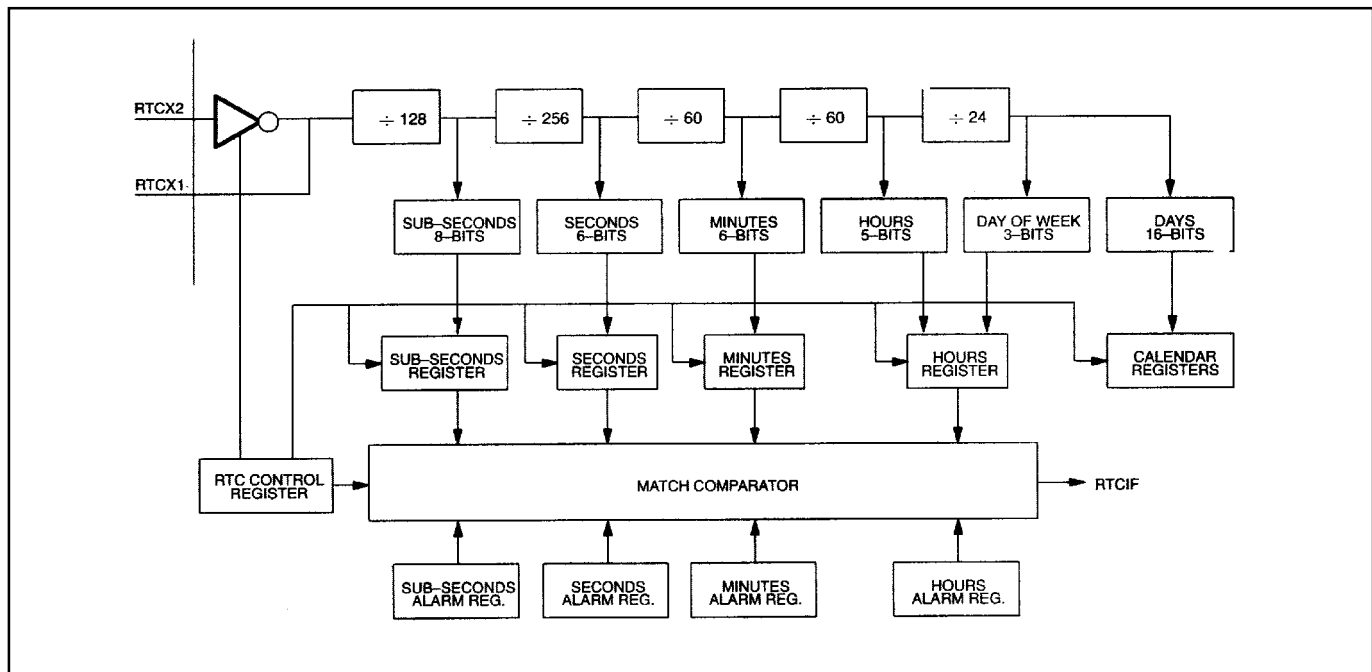 RTCX2
÷ 128
÷ 256
÷ 60
÷ 60
÷ 24
RTCX1
SUB–SECONDS
8–BITS
SECONDS
6–BITS
MINUTES
6–BITS
HOURS
5–BITS
DAY OF WEEK
3–BITS
DAYS
16–BITS
SUB–SECONDS
REGISTER
SECONDS
REGISTER
MINUTES
REGISTER
HOURS
REGISTER
CALENDAR
REGISTERS
RTC CONTROL
REGISTER
MATCH COMPARATOR
RTCIF
SUB–SECONDS
ALARM REG.
SECONDS
ALARM REG.
MINUTES
ALARM REG.
HOURS
ALARM REG.